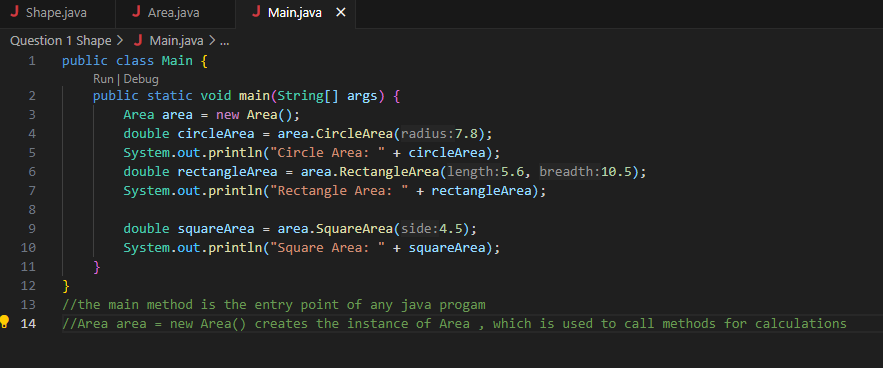 J Shape.java J Area.java J Main.java ×
Question 1 Shape > J Main.java > ...
1 public class Main {
Run | Debug
2 public static void main(String[] args) {
3 Area area = new Area();
4 double circleArea = area.CircleArea(radius:7.8);
5 System.out.println("Circle Area: " + circleArea);
6 double rectangleArea = area.RectangleArea(length:5.6, breadth:10.5);
7 System.out.println("Rectangle Area: " + rectangleArea);
8
9 double squareArea = area.SquareArea(side:4.5);
10 System.out.println("Square Area: " + squareArea);
11 }
12 }
13 //the main method is the entry point of any java progam
14 //Area area = new Area() creates the instance of Area , which is used to call methods for calculations